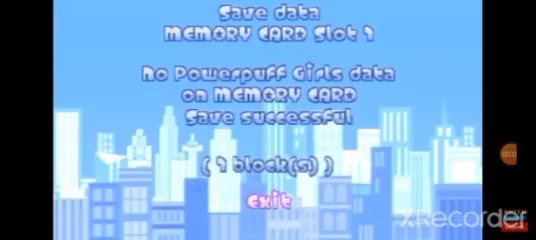 Save data
MEMORY CARD Slot 1
No Powerpuff Girls data
on MEMORY CARD
Save successful
( 1 block(s) )
Exit
XRecorder